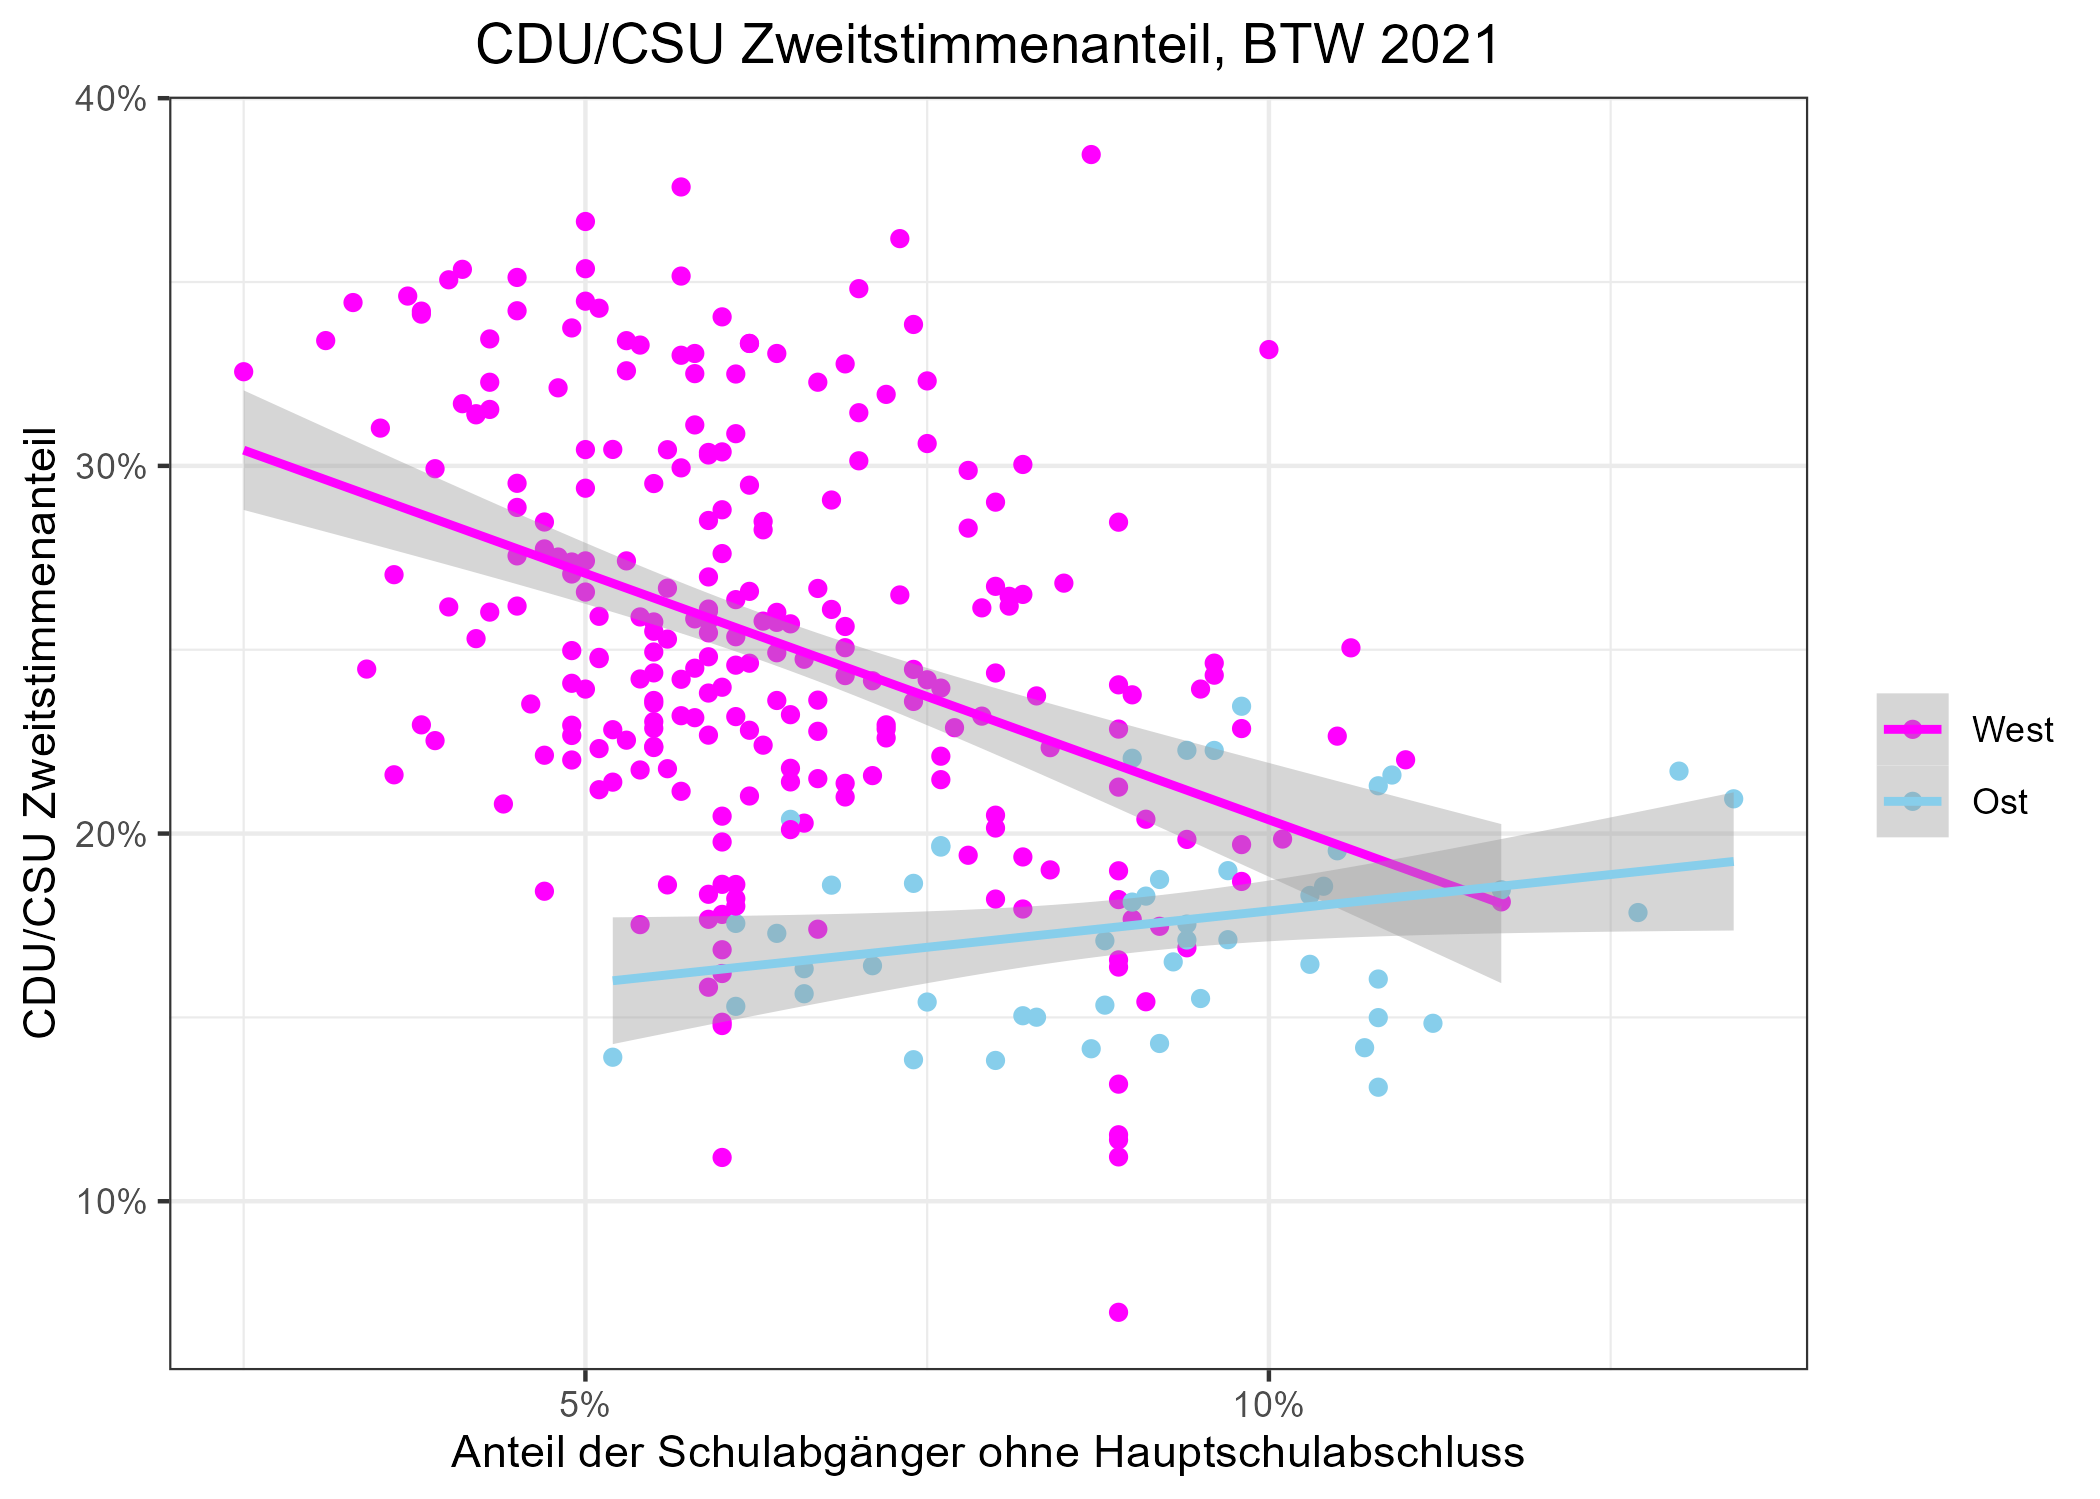 CDU/CSU Zweitstimmenanteil, BTW 2021
CDU/CSU Zweitstimmenanteil
40%
30%
20%
10%
5%
10%
Anteil der Schulabgänger ohne Hauptschulabschluss
West
Ost